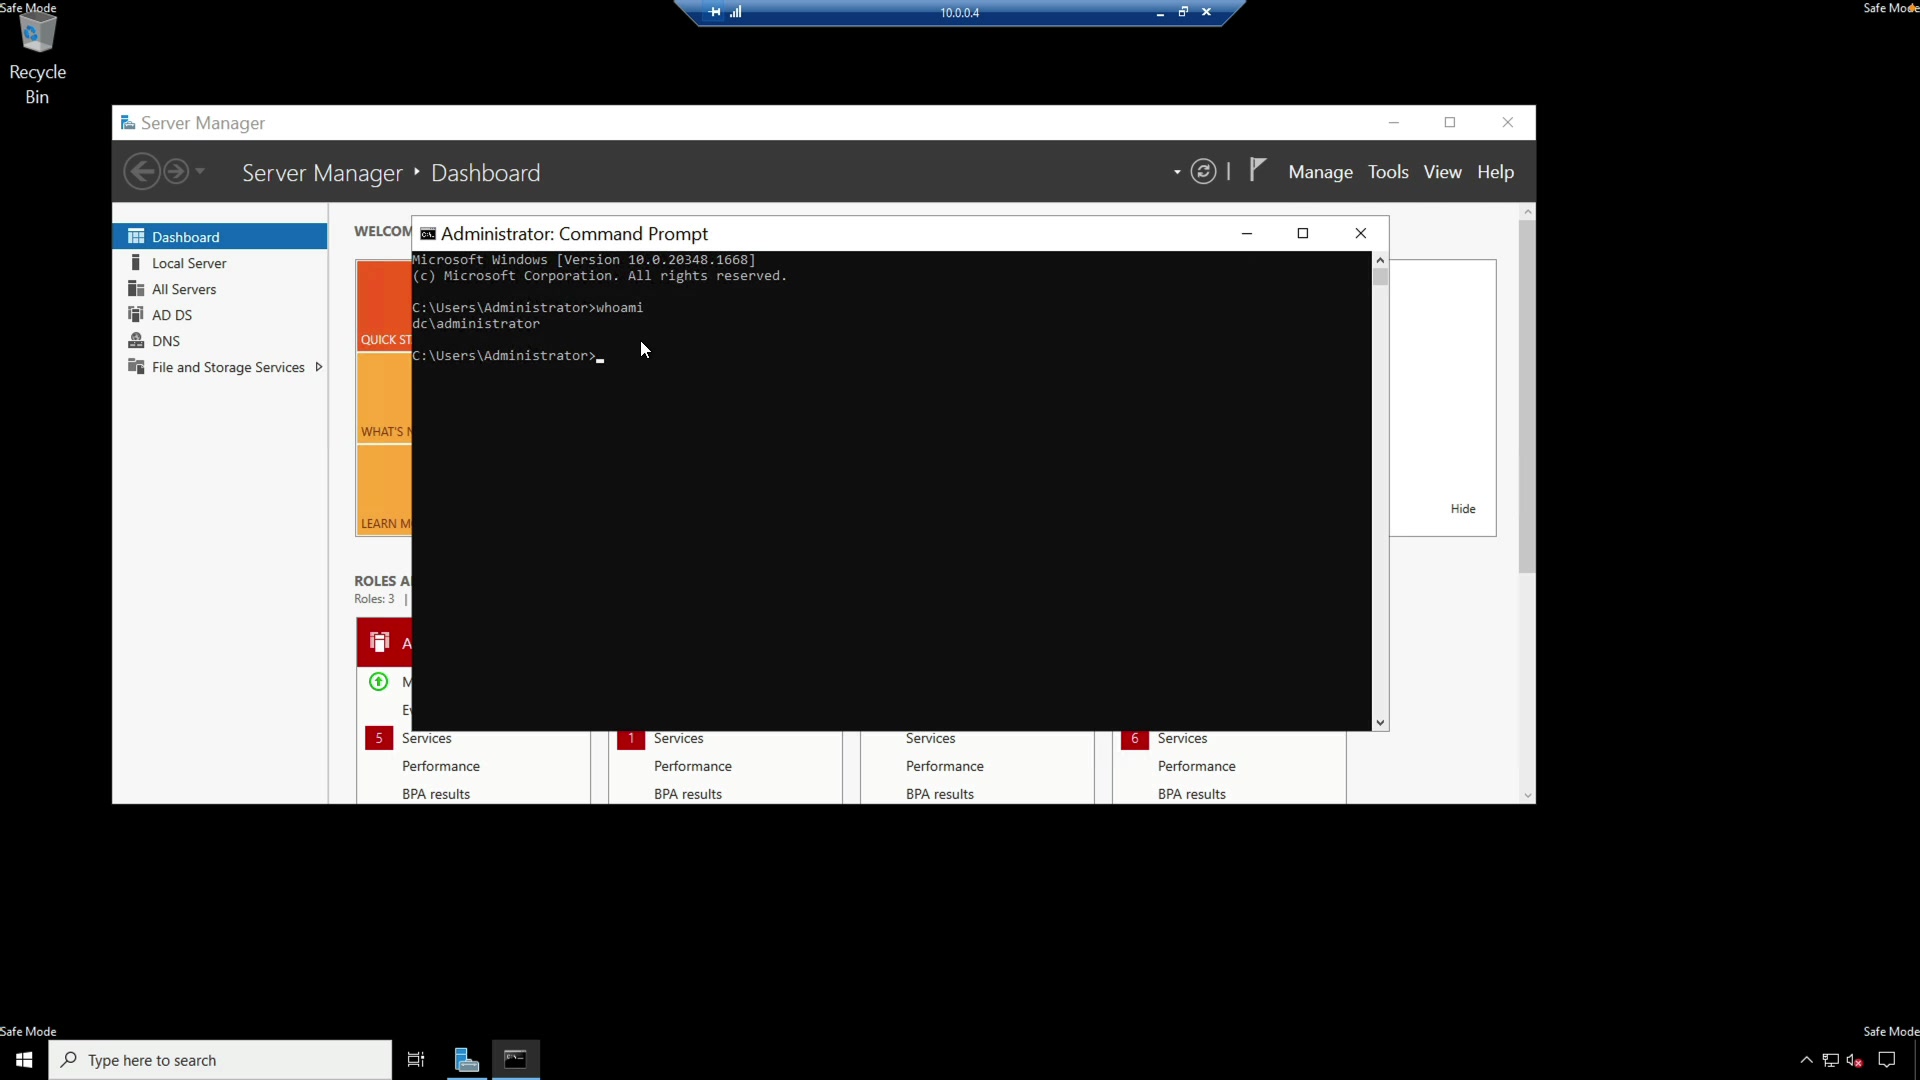 Safe Mode
Safe Mode
10.0.0.4
Recycle
Bin
Server Manager
Server Manager
Dashboard
Manage
Tools
View
Help
Dashboard
Local Server
All Servers
AD DS
DNS
File and Storage Services
WELCOM
Administrator: Command Prompt
Microsoft Windows [Version 10.0.20348.1668]
(c) Microsoft Corporation. All rights reserved.
C:\Users\Administrator>whoami
dc\administrator
C:\Users\Administrator>_
QUICK ST
WHAT'S N
LEARN M
Hide
ROLES A
Roles: 3 |
A
M
Ev
5 Services
Performance
BPA results
1 Services
Performance
BPA results
Services
Performance
BPA results
6 Services
Performance
BPA results
Safe Mode
Safe Mode
Type here to search